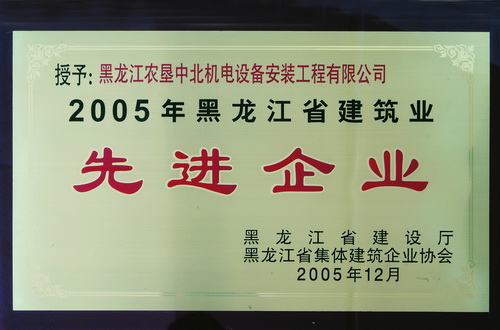 授予：黑龙江农垦中北机电设备安装工程有限公司
2005年黑龙江省建筑业
先进企业
黑龙江省建设厅
黑龙江省集体建筑企业协会
2005年12月